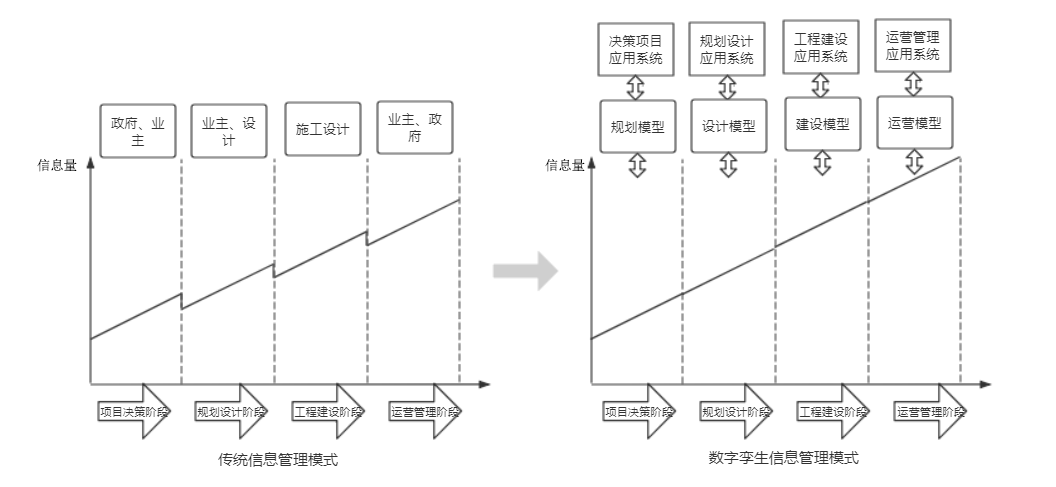 政府、业
主
业主、设
计
施工设计
业主、政
府
信息量
项目决策阶段
规划设计阶段
工程建设阶段
运营管理阶段
传统信息管理模式
决策项目
应用系统
规划设计
应用系统
工程建设
应用系统
运营管理
应用系统
规划模型
设计模型
建设模型
运营模型
信息量
项目决策阶段
规划设计阶段
工程建设阶段
运营管理阶段
数字孪生信息管理模式